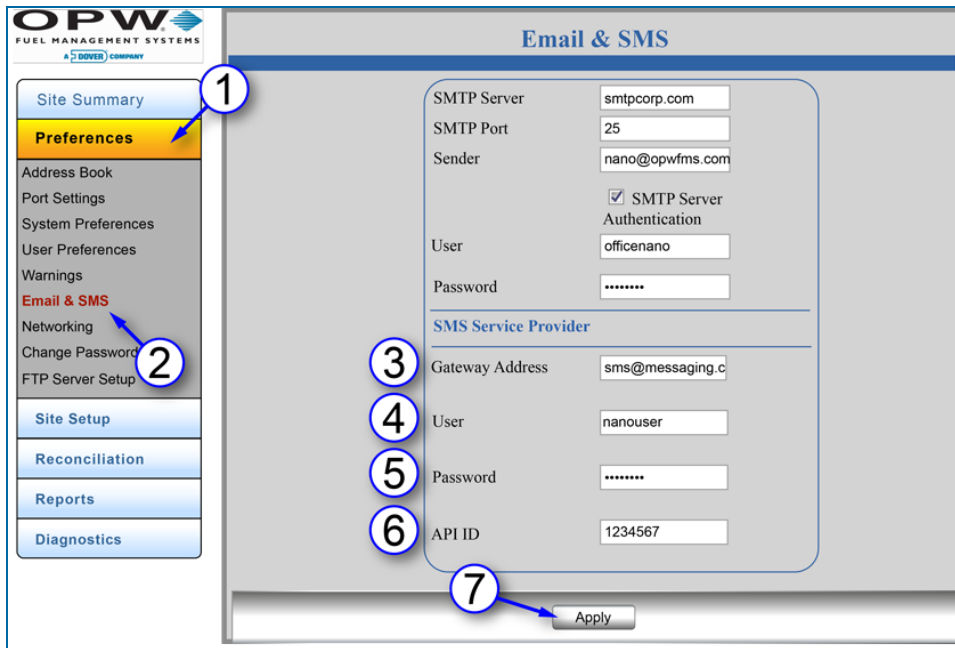 OPW
FUEL MANAGEMENT SYSTEMS
A DOVER COMPANY
Email & SMS
1
Site Summary
Preferences
Address Book
Port Settings
System Preferences
User Preferences
Warnings
Email & SMS
Networking
2
Change Password
FTP Server Setup
Site Setup
Reconciliation
Reports
Diagnostics
SMTP Server smtpcorp.com
SMTP Port 25
Sender nano@opwfms.com
SMTP Server
Authentication
User officenano
Password ••••••••
SMS Service Provider
3 Gateway Address sms@messaging.c
4 User nanouser
5 Password ••••••••
6 API ID 1234567
7
Apply